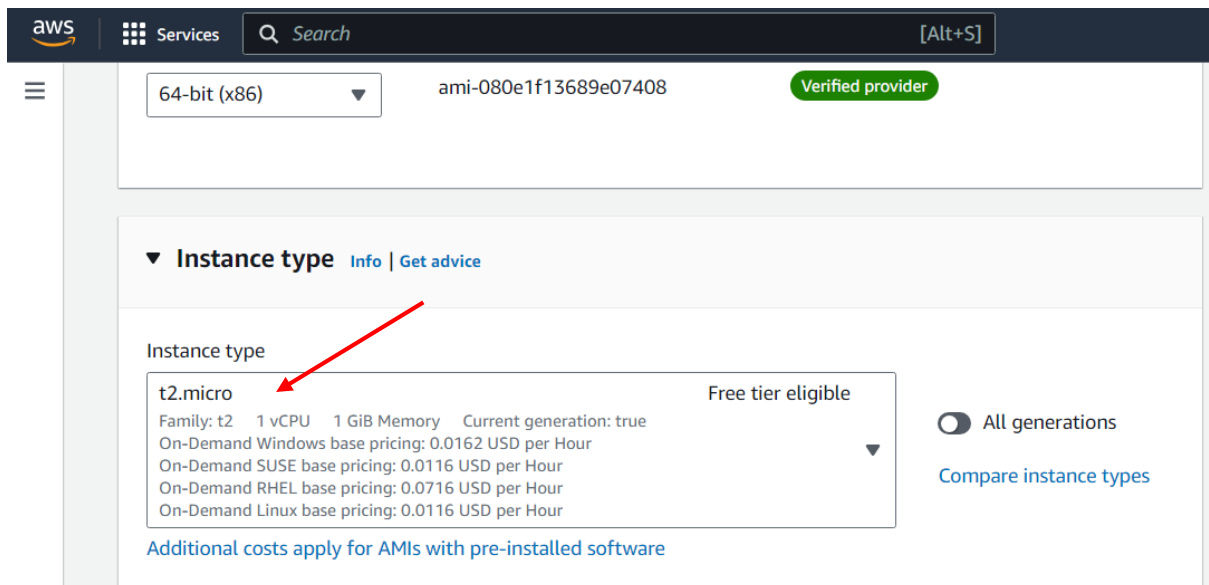 aws
Services
Search
[Alt+S]
64-bit (x86)
ami-080e1f13689e07408
Verified provider
Instance type Info | Get advice
Instance type
t2.micro
Free tier eligible
Family: t2 1 vCPU 1 GiB Memory Current generation: true
On-Demand Windows base pricing: 0.0162 USD per Hour
On-Demand SUSE base pricing: 0.0116 USD per Hour
On-Demand RHEL base pricing: 0.0716 USD per Hour
On-Demand Linux base pricing: 0.0116 USD per Hour
All generations
Compare instance types
Additional costs apply for AMIs with pre-installed software